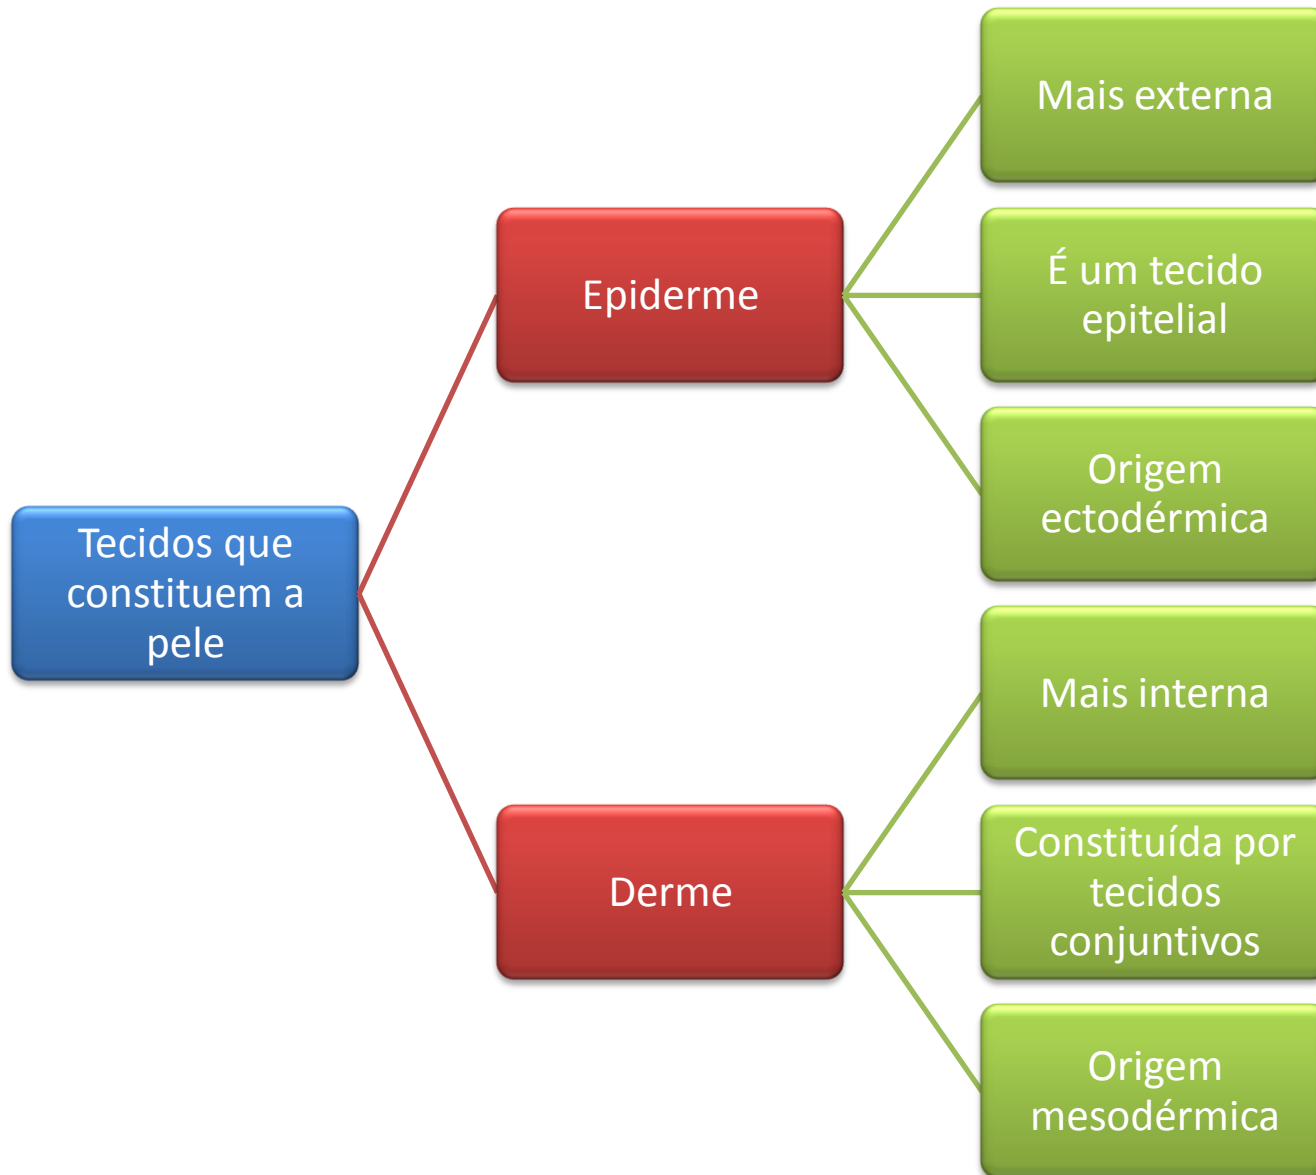 Tecidos que
constituem a
pele
Epiderme
Mais externa
É um tecido
epitelial
Origem
ectodérmica
Derme
Mais interna
Constituída por
tecidos
conjuntivos
Origem
mesodérmica